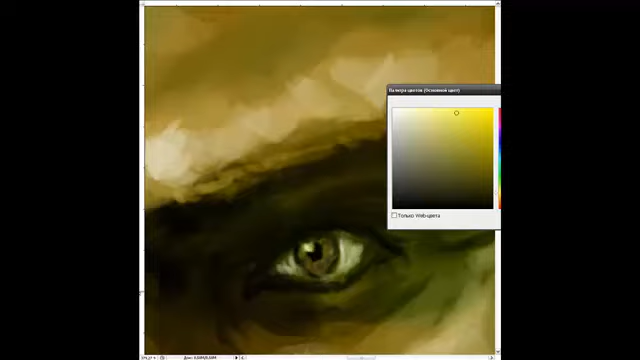 Палитра цветов (Основной цвет)
Только Web-цвета